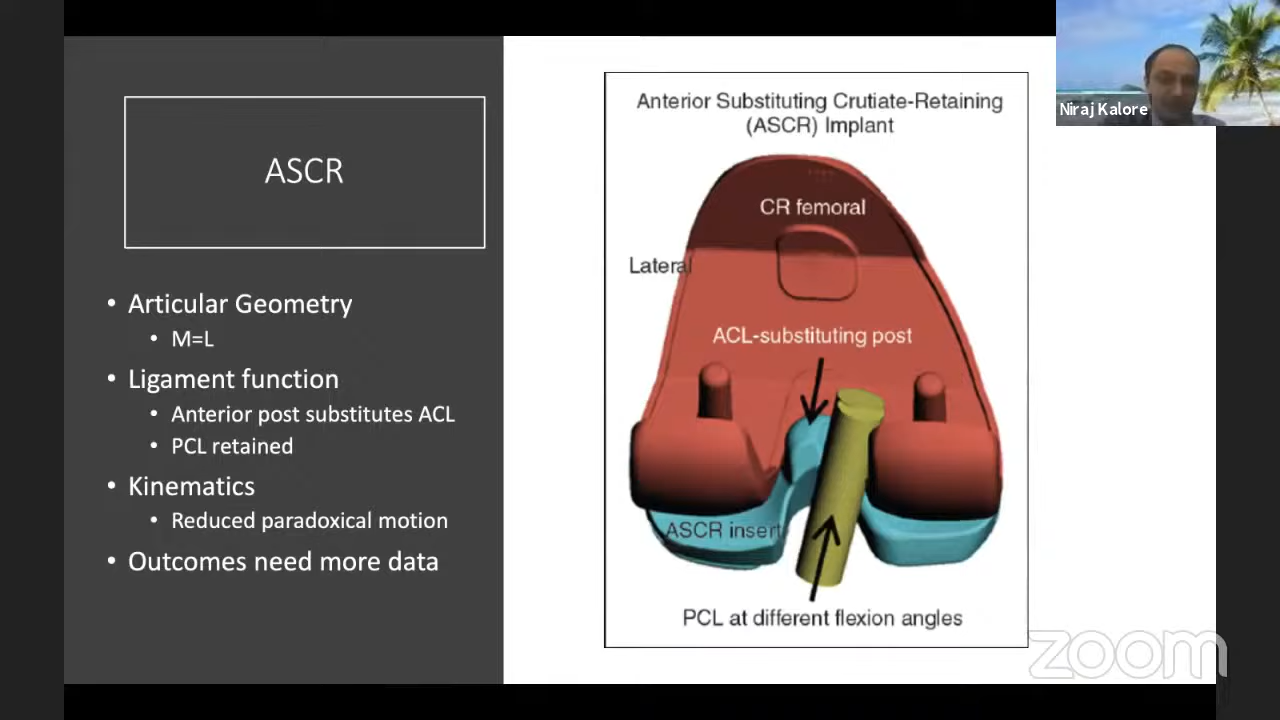 ASCR
• Articular Geometry
• M=L
• Ligament function
• Anterior post substitutes ACL
• PCL retained
• Kinematics
• Reduced paradoxical motion
• Outcomes need more data
Anterior Substituting Crutiate-Retaining
(ASCR) Implant
CR femoral
Lateral
ACL-substituting post
ASCR insert
PCL at different flexion angles
Niraj Kalore
zoom